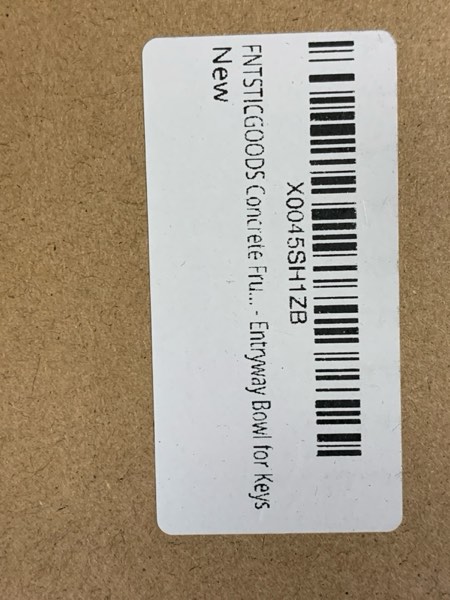 X0045SH1ZB
FNTSTICGOODS Concrete Fru... - Entryway Bowl for Keys
New